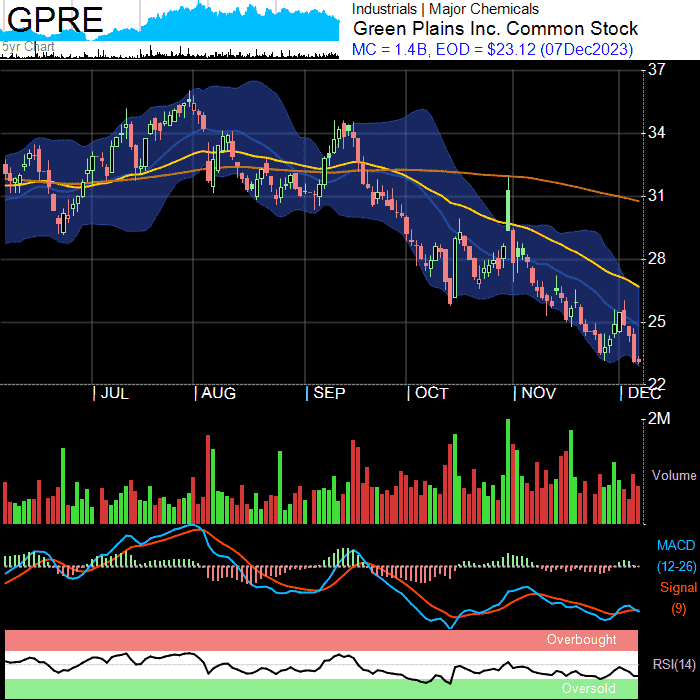 GPRE
5yr Chart
Industrials | Major Chemicals
Green Plains Inc. Common Stock
MC = 1.4B, EOD = $23.12 (07Dec2023)
37
34
31
28
25
22
| JUL | AUG | SEP | OCT | NOV | DEC
2M
Volume
MACD
(12-26)
Signal
(9)
Overbought
RSI(14)
Oversold